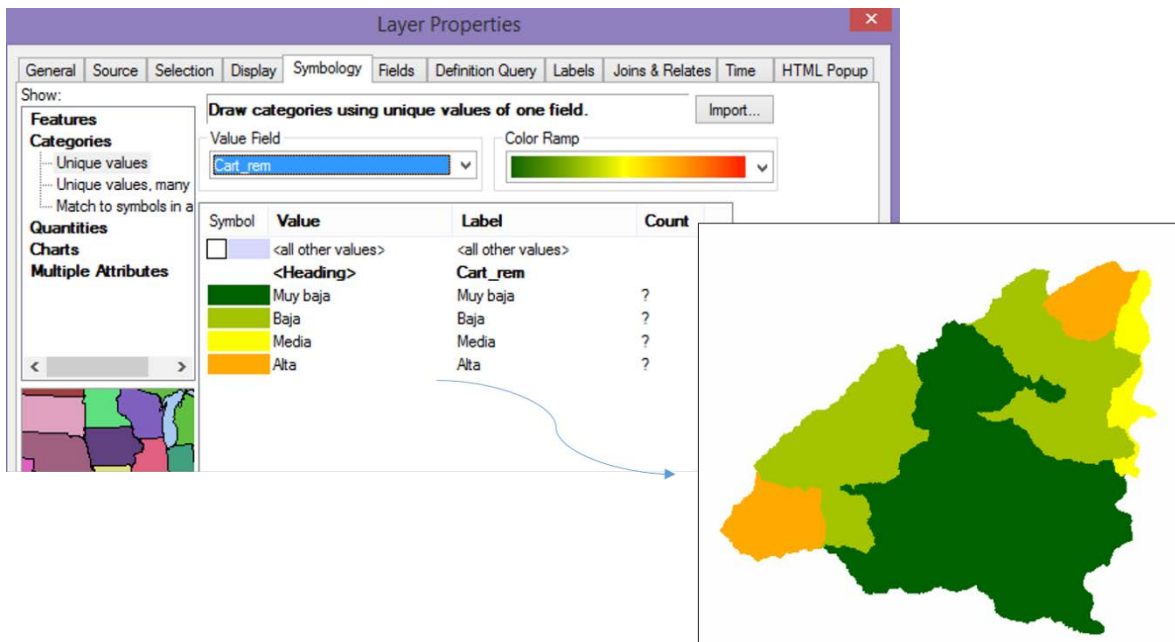 Layer Properties
General Source Selection Display Symbology Fields Definition Query Labels Joins & Relates Time HTML Popup
Show:
Features
Categories
Unique values
Unique values, many
Match to symbols in a
Quantities
Charts
Multiple Attributes
Draw categories using unique values of one field.
Import...
Value Field
Cart_rem
Color Ramp
Symbol Value Label Count
<all other values> <all other values>
<Heading> Cart_rem
Muy baja Muy baja ?
Baja Baja ?
Media Media ?
Alta Alta ?